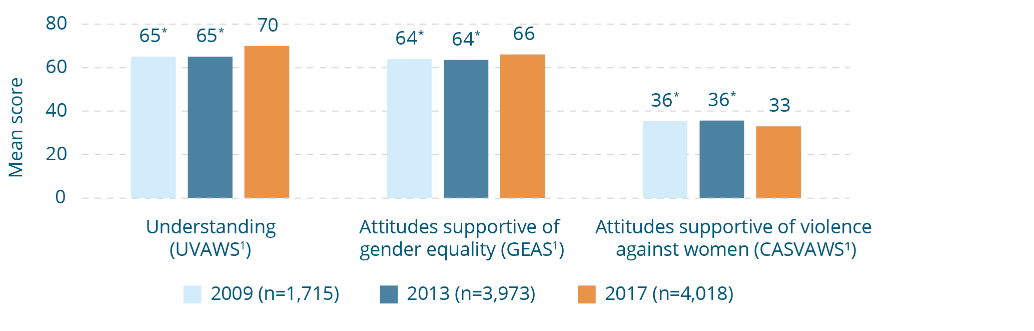 Mean score
80
60
40
20
0
65* 65* 70
64* 64* 66
36* 36* 33
Understanding
(UVAWS¹)
Attitudes supportive of
gender equality (GEAS¹)
Attitudes supportive of violence
against women (CASVAWS¹)
2009 (n=1,715) 2013 (n=3,973) 2017 (n=4,018)